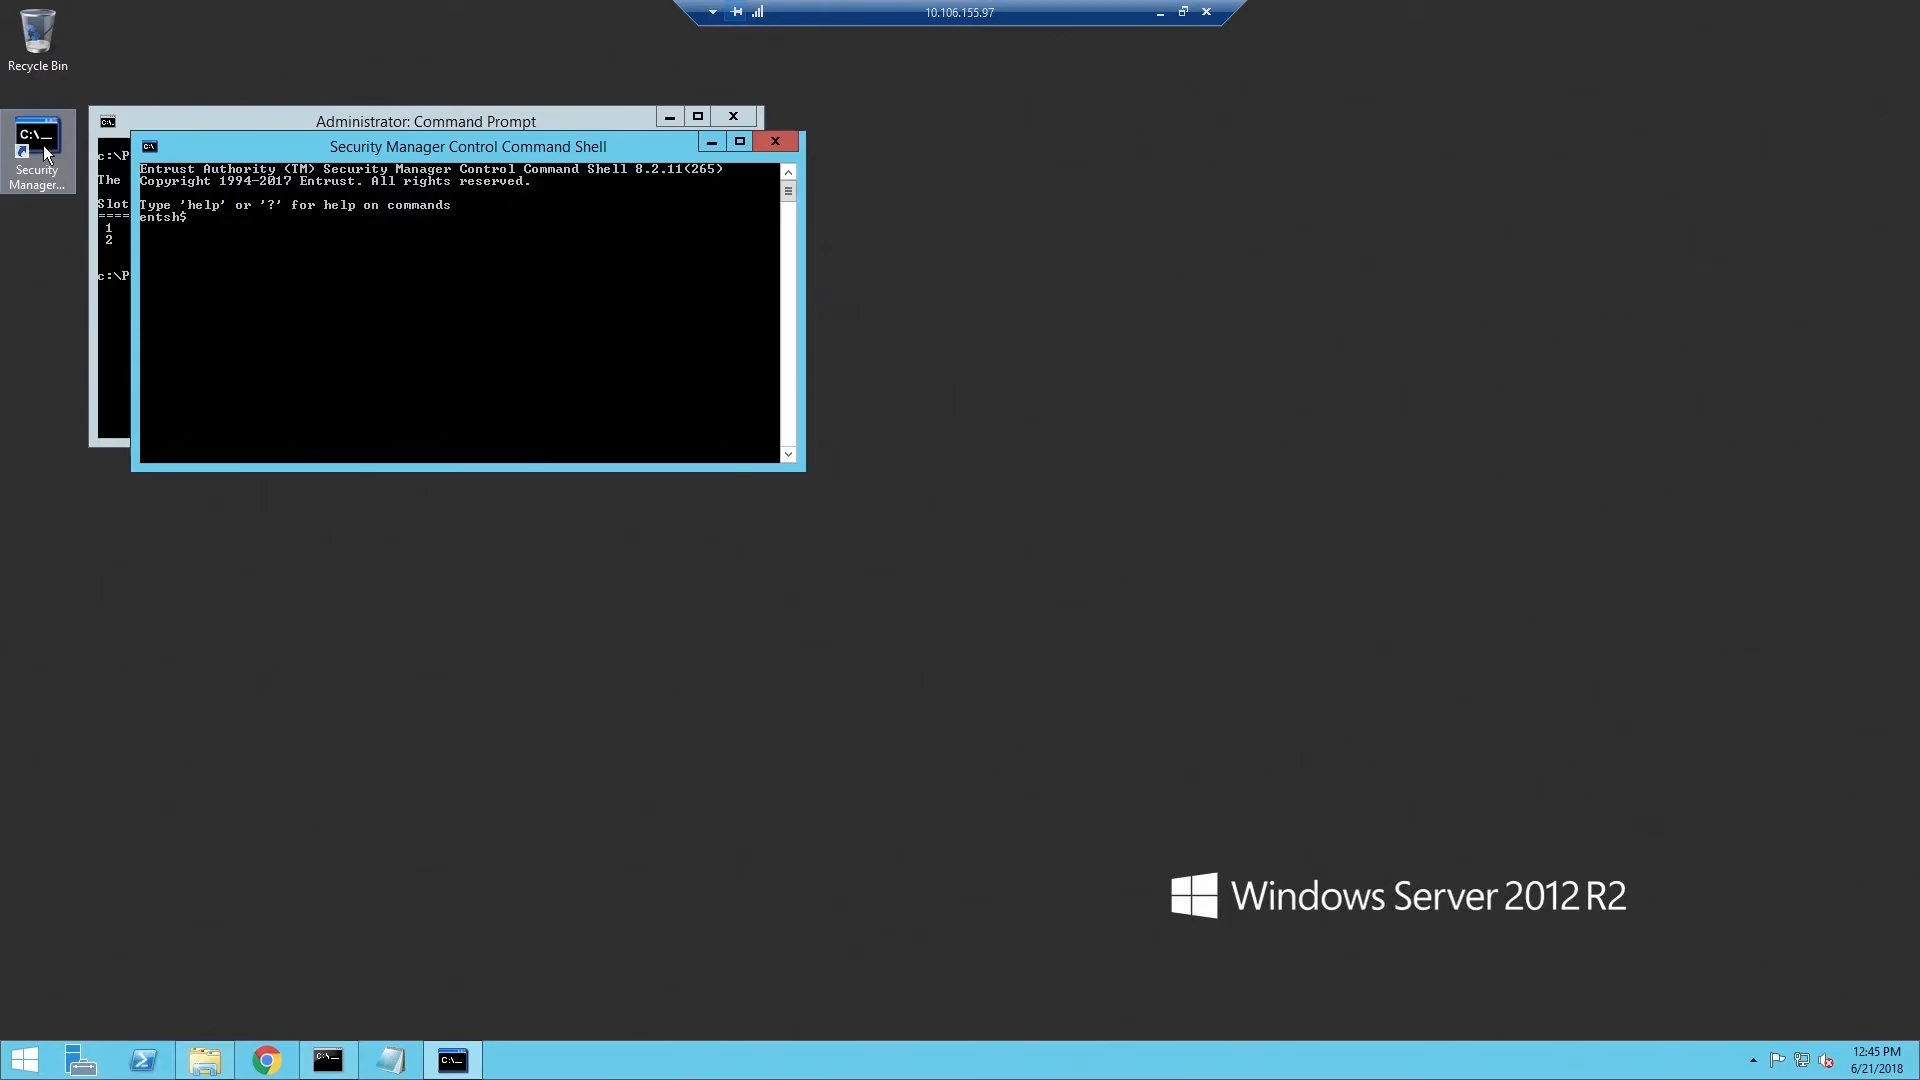 10.106.155.97
Recycle Bin
Security
Manager...
Administrator: Command Prompt
c:\P
The
Slot
====
1
2
c:\P
Security Manager Control Command Shell
Entrust Authority (TM) Security Manager Control Command Shell 8.2.11(265)
Copyright 1994-2017 Entrust. All rights reserved.
Type 'help' or '?' for help on commands
entsh$
Windows Server 2012 R2
12:45 PM
6/21/2018